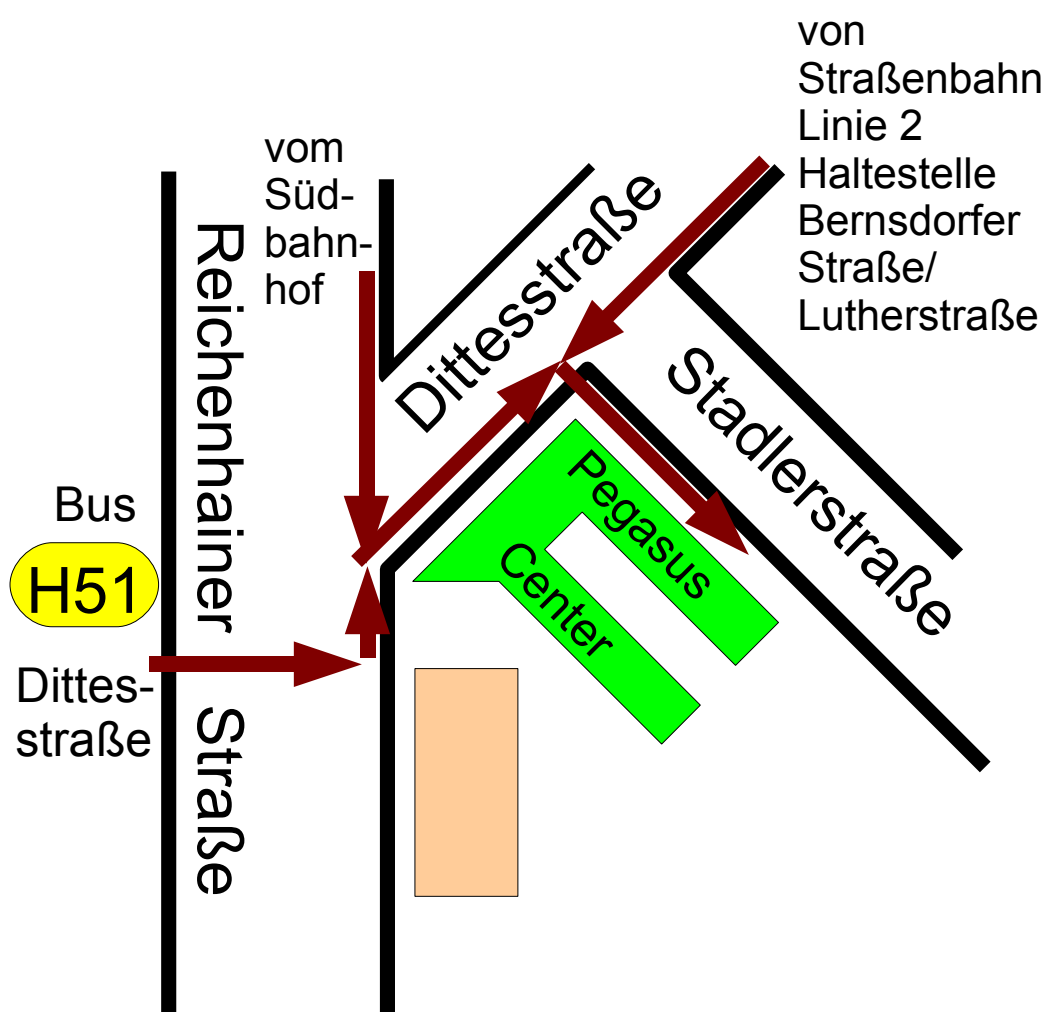 von
Straßenbahn
Linie 2
Haltestelle
Bernsdorfer
Straße/
Lutherstraße
vom
Süd-
bahn-
hof
Dittesstraße
Stadlerstraße
Reichenhainer Straße
Pegasus
Center
Bus
H51
Dittes-
straße